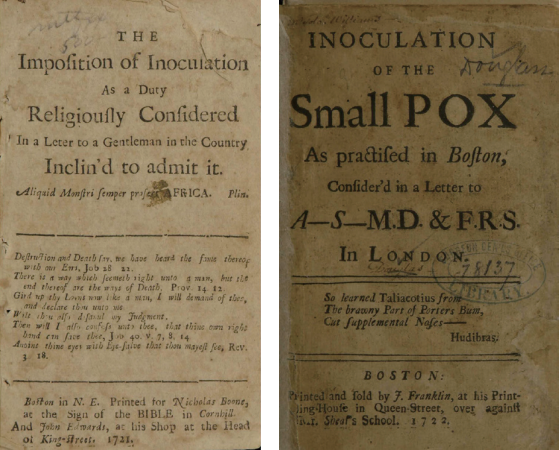 THE
Imposition of Inoculation
As a Duty
Religiouſly Conſidered
In a Leter to a Gentleman in the Country
Inclin'd to admit it.
Aliquid Monſtri ſemper AFRICA. Plin.
Deſtruction and Death ſay, we have heard the fame thereof
with our Ears, Job 28 22.
There is a way which ſeemeth right unto a man, but the
end thereof are the ways of Death. Prov. 14. 12.
Gird up thy Loins now like a man, I will demand of thee,
and declare thou unto me.
Wilt thou alſo diſanul my Judgment.
Then will I alſo confeſs unto thee, that thine own right
hand can ſave thee, 40. v. 7, 8, 14.
Anoint thine eyes with Eye-ſalve that thou mayeſt ſee, Rev.
3. 18.
Boſton in N. E. Printed for Nicholas Boone,
at the Sign of the BIBLE in Cornhill.
And John Edwards, at his Shop at the Head
of King-ſtreet. 1721.
INOCULATION
OF THE
Douglass
Small POX
As practiſed in Boſton,
Conſider'd in a Letter to
A—S—M.D. & F.R.S.
In LONDON.
78137
So learned Taliacotius from
The brawny Part of Porters Bum,
Cut ſupplemental Noſes—
Hudibras.
BOSTON:
Printed and ſold by J. Franklin, at his Print-
ing-Houſe in Queen-Street, over againſt
Sheaf's School. 1722.